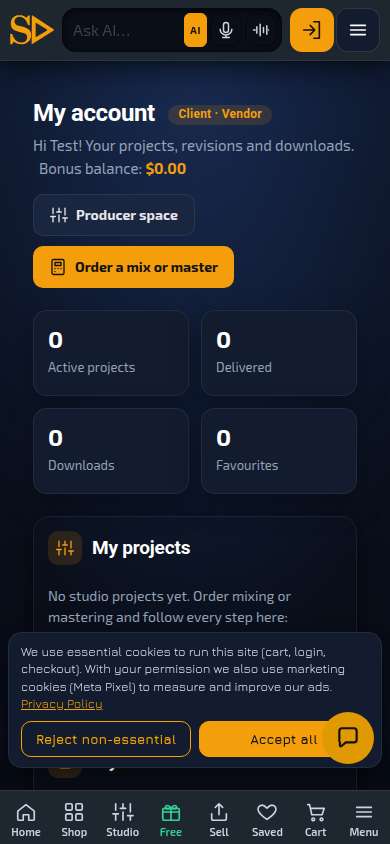 SD
Ask AI...
AI
My account
Client · Vendor
Hi Test! Your projects, revisions and downloads.
Bonus balance: $0.00
Producer space
Order a mix or master
0
Active projects
0
Delivered
0
Downloads
0
Favourites
My projects
No studio projects yet. Order mixing or
mastering and follow every step here:
We use essential cookies to run this site (cart, login,
checkout). With your permission we also use marketing
cookies (Meta Pixel) to measure and improve our ads.
Privacy Policy
Reject non-essential
Accept all
Home
Shop
Studio
Free
Sell
Saved
Cart
Menu